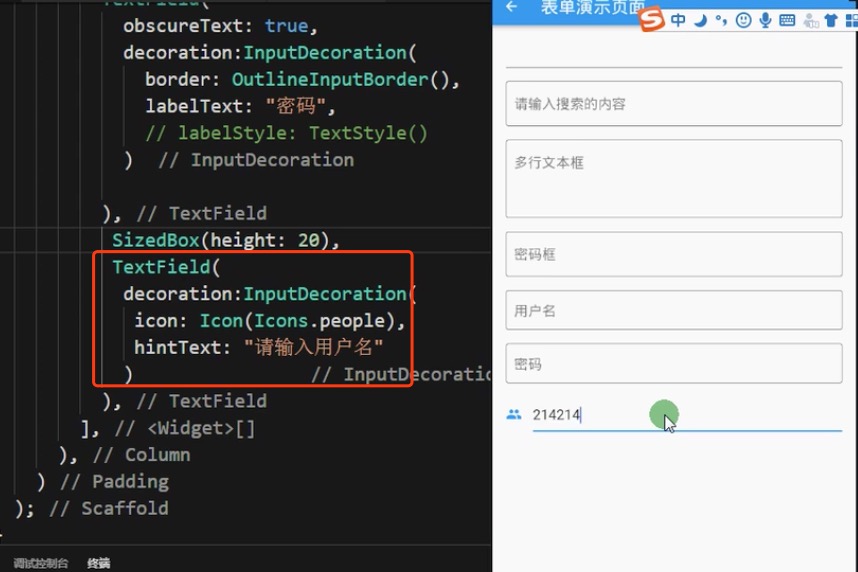 TextField(
obscureText: true,
decoration:InputDecoration(
border: OutlineInputBorder(),
labelText: "密码",
// labelStyle: TextStyle()
) // InputDecoration
), // TextField
SizedBox(height: 20),
TextField(
decoration:InputDecoration(
icon: Icon(Icons.people),
hintText: "请输入用户名"
) // InputDecoratio
), // TextField
], // <Widget>[]
), // Column
) // Padding
); // Scaffold
调试控制台 终端
表单演示页面
中
请输入搜索的内容
多行文本框
密码框
用户名
密码
214214